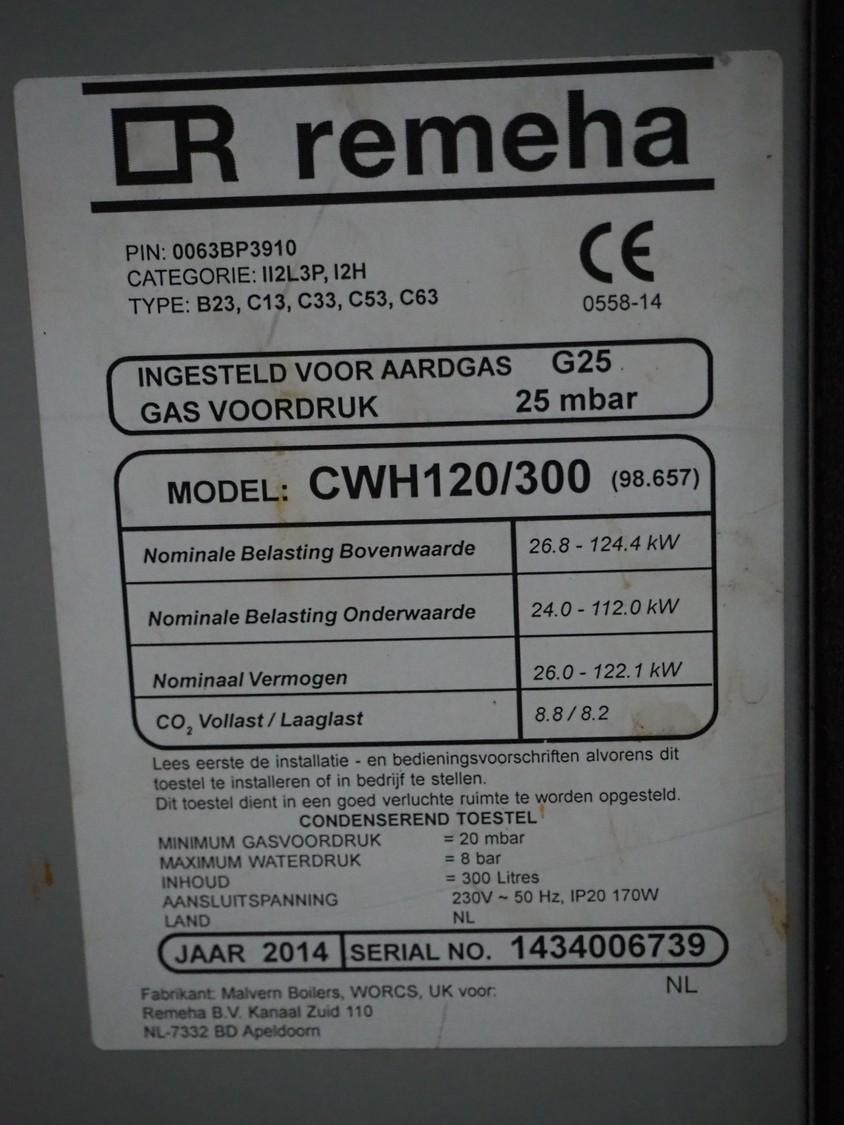 R remeha
PIN: 0063BP3910
CATEGORIE: II2L3P, I2H
TYPE: B23, C13, C33, C53, C63
CE
0558-14
INGESTELD VOOR AARDGAS G25
GAS VOORDRUK 25 mbar
MODEL: CWH120/300 (98.657)
Nominale Belasting Bovenwaarde 26.8 - 124.4 kW
Nominale Belasting Onderwaarde 24.0 - 112.0 kW
Nominaal Vermogen 26.0 - 122.1 kW
CO₂ Vollast / Laaglast 8.8 / 8.2
Lees eerste de installatie - en bedieningsvoorschriften alvorens dit
toestel te installeren of in bedrijf te stellen.
Dit toestel dient in een goed verluchte ruimte te worden opgesteld.
CONDENSEREND TOESTEL
MINIMUM GASVOORDRUK = 20 mbar
MAXIMUM WATERDRUK = 8 bar
INHOUD = 300 Litres
AANSLUITSPANNING 230V ~ 50 Hz, IP20 170W
LAND NL
JAAR 2014 SERIAL NO. 1434006739
Fabrikant: Malvern Boilers, WORCS, UK voor: NL
Remeha B.V. Kanaal Zuid 110
NL-7332 BD Apeldoorn